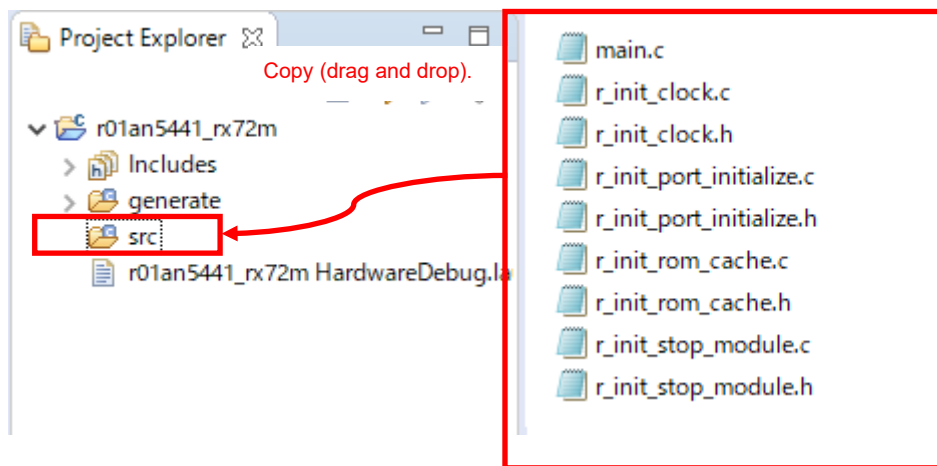 Project Explorer
Copy (drag and drop).
r01an5441_rx72m
Includes
generate
src
r01an5441_rx72m HardwareDebug.la
main.c
r_init_clock.c
r_init_clock.h
r_init_port_initialize.c
r_init_port_initialize.h
r_init_rom_cache.c
r_init_rom_cache.h
r_init_stop_module.c
r_init_stop_module.h